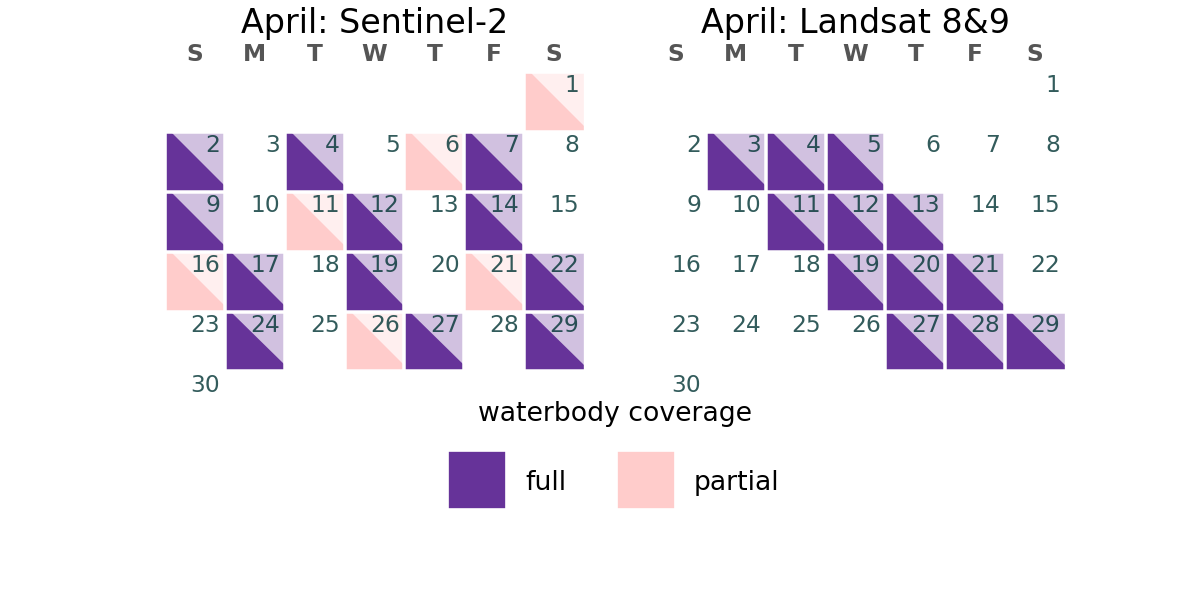 April: Sentinel-2
S M T W T F S
1
2 3 4 5 6 7 8
9 10 11 12 13 14 15
16 17 18 19 20 21 22
23 24 25 26 27 28 29
30
April: Landsat 8&9
S M T W T F S
1
2 3 4 5 6 7 8
9 10 11 12 13 14 15
16 17 18 19 20 21 22
23 24 25 26 27 28 29
30
waterbody coverage
full
partial